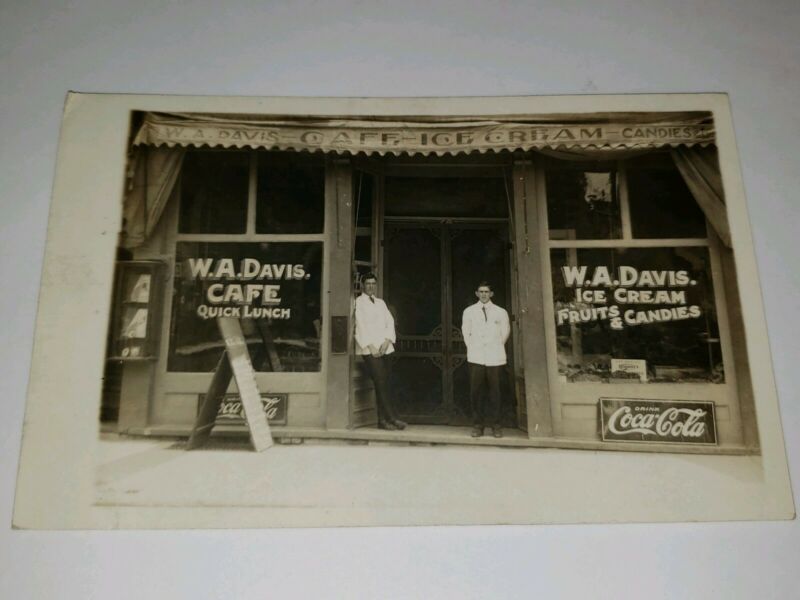 W. A. DAVIS - CAFE - ICE CREAM - CANDIES
W.A. DAVIS.
CAFE
QUICK LUNCH
W.A. DAVIS.
ICE CREAM
FRUITS &
CANDIES
Coca-Cola
DRINK
Coca-Cola